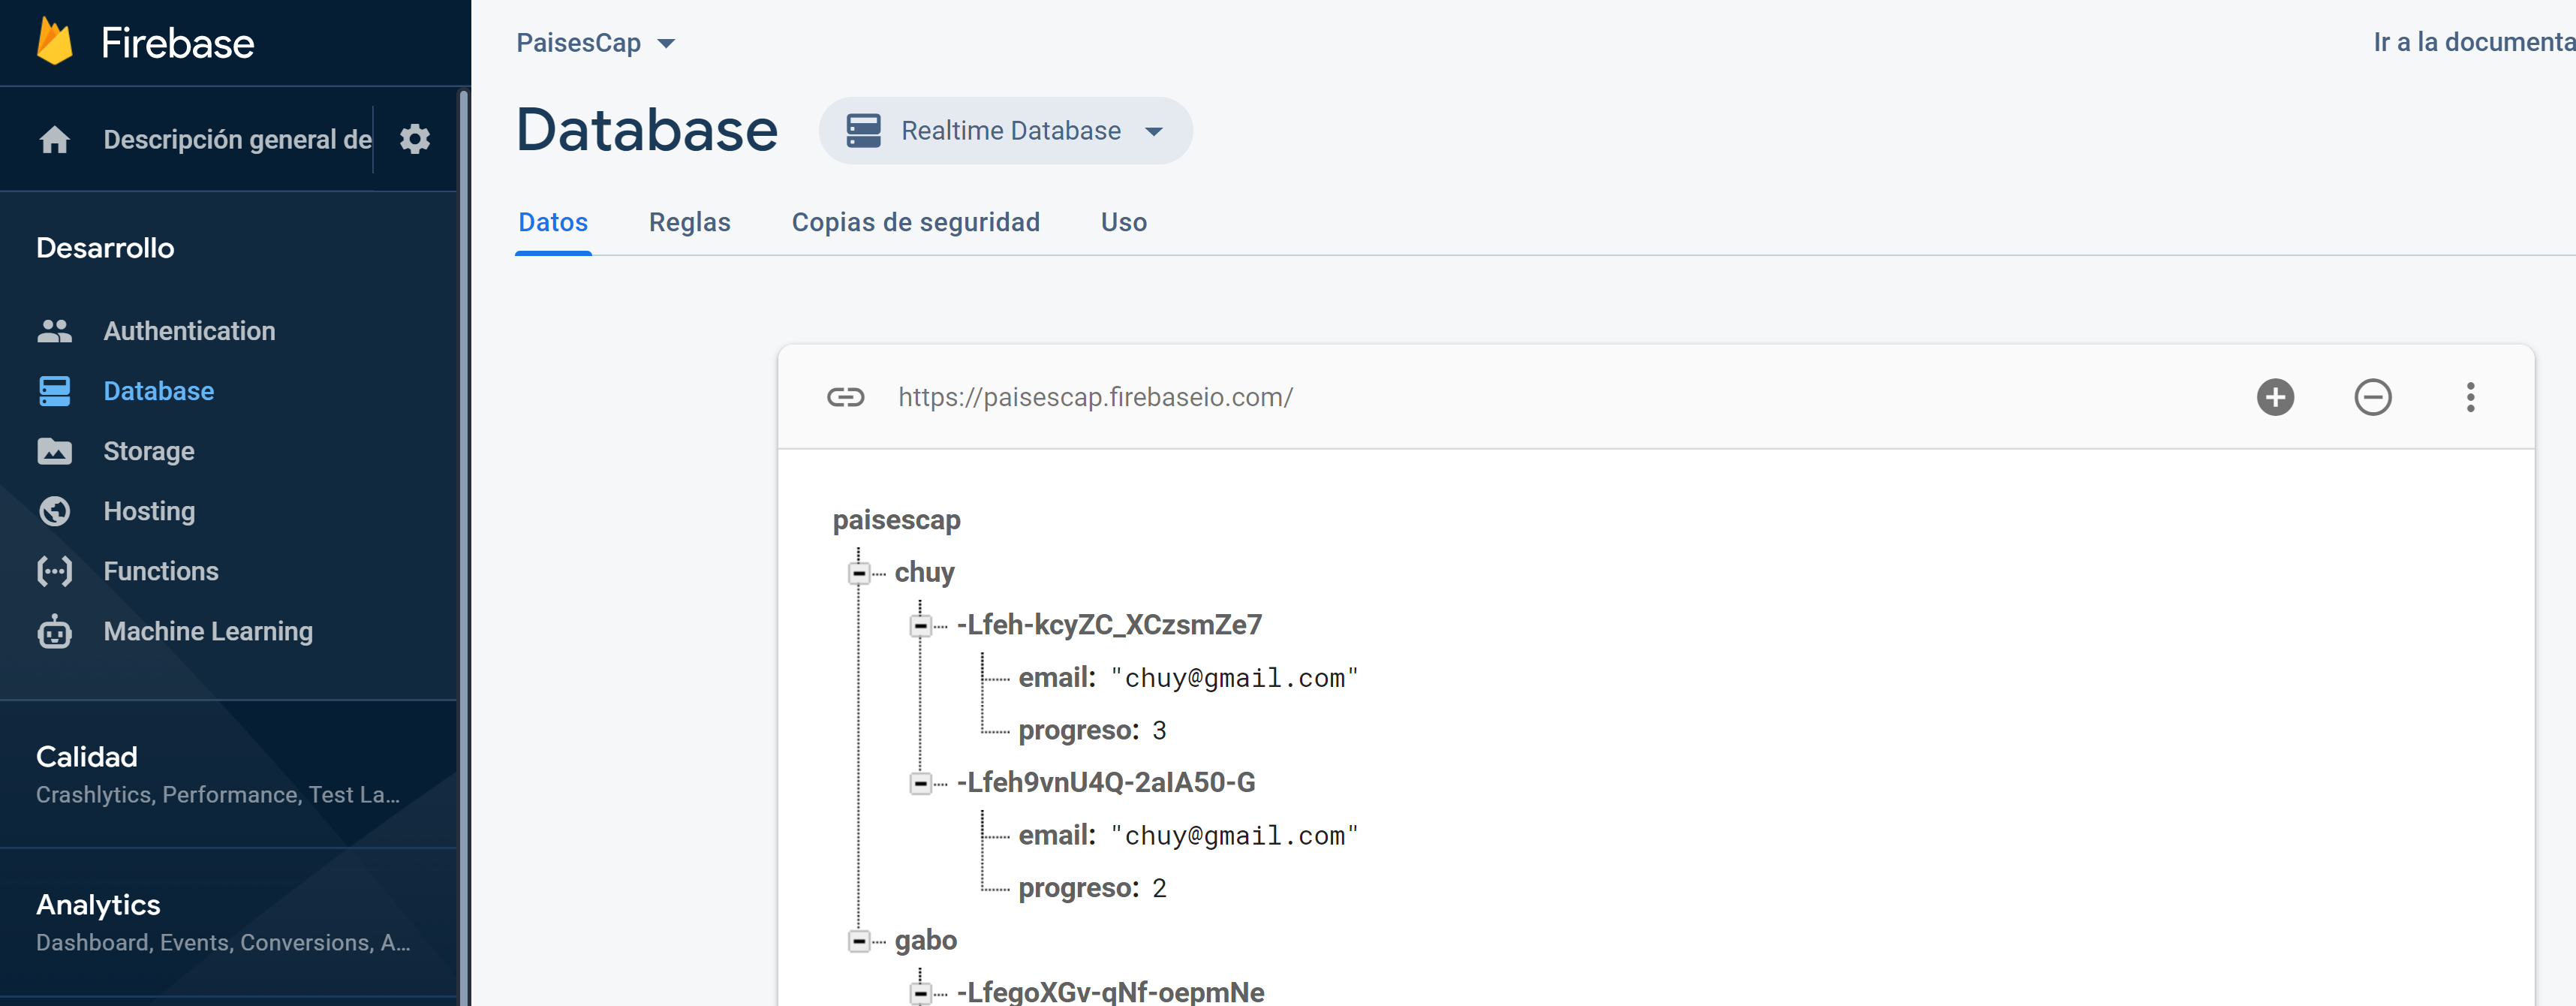 Firebase
Descripción general de
Desarrollo
Authentication
Database
Storage
Hosting
Functions
Machine Learning
Calidad
Crashlytics, Performance, Test La...
Analytics
Dashboard, Events, Conversions, A...
PaisesCap
Ir a la documenta
Database
Realtime Database
Datos Reglas Copias de seguridad Uso
https://paisescap.firebaseio.com/
paisescap
chuy
-Lfeh-kcyZC_XCzsmZe7
email: "chuy@gmail.com"
progreso: 3
-Lfeh9vnU4Q-2aIA50-G
email: "chuy@gmail.com"
progreso: 2
gabo
-LfegoXGv-qNf-oepmNe